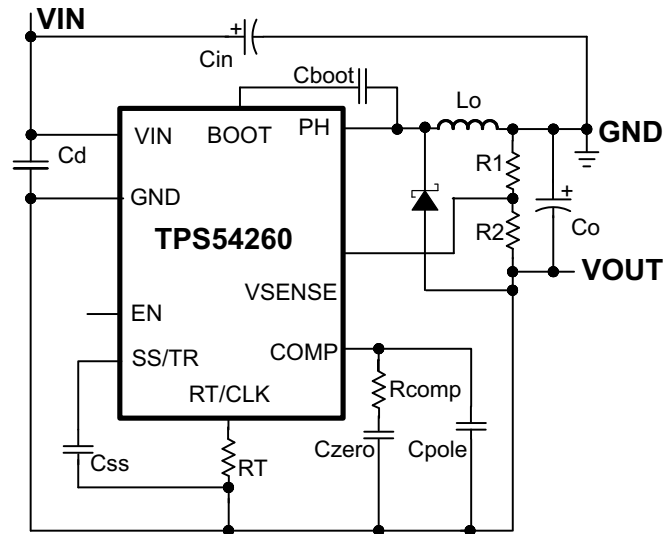 VIN
Cin
Cboot
Lo
VIN
BOOT
PH
GND
Cd
R1
GND
TPS54260
R2
Co
VOUT
VSENSE
EN
COMP
SS/TR
RT/CLK
Rcomp
Css
RT
Czero
Cpole